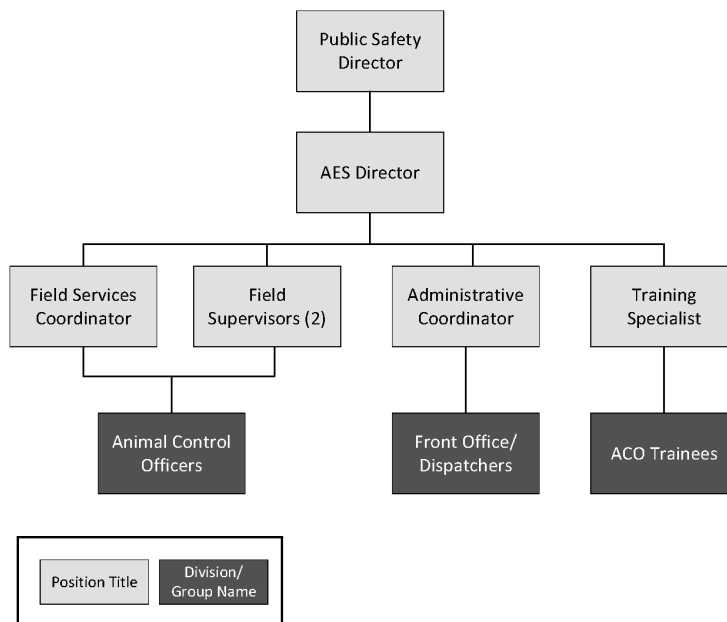 Public Safety
Director
AES Director
Field Services
Coordinator
Field
Supervisors (2)
Administrative
Coordinator
Training
Specialist
Animal Control
Officers
Front Office/
Dispatchers
ACO Trainees
Position Title
Division/
Group Name